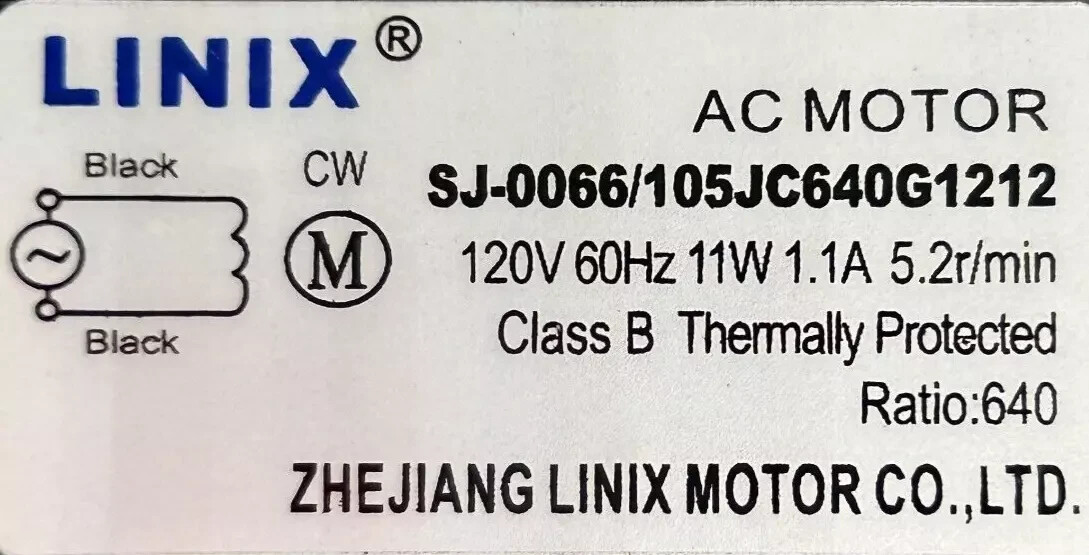 LINIX®
AC MOTOR
Black
CW
SJ-0066/105JC640G1212
M
120V 60Hz 11W 1.1A 5.2r/min
Black
Class B Thermally Protected
Ratio:640
ZHEJIANG LINIX MOTOR CO.,LTD.